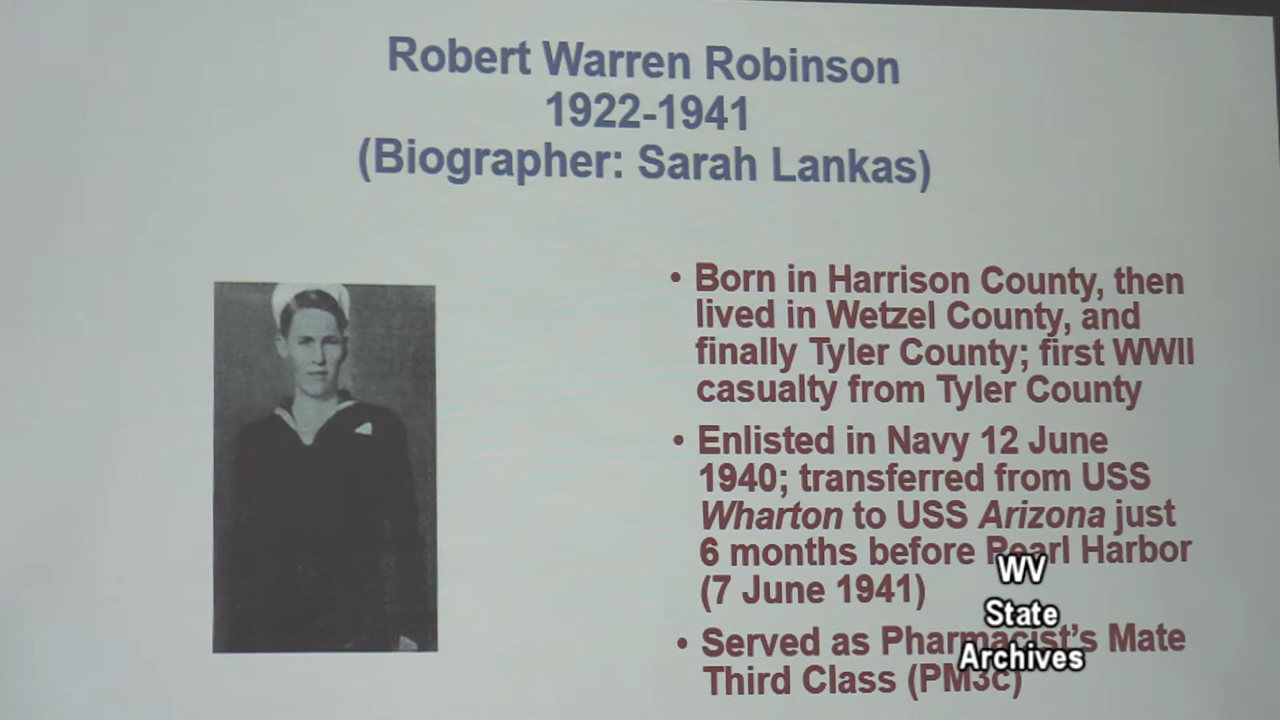 Robert Warren Robinson
1922-1941
(Biographer: Sarah Lankas)
• Born in Harrison County, then
lived in Wetzel County, and
finally Tyler County; first WWII
casualty from Tyler County
• Enlisted in Navy 12 June
1940; transferred from USS
Wharton to USS Arizona just
6 months before Pearl Harbor
(7 June 1941)
• Served as Pharmacist's Mate
Third Class (PM3c)
WV
State
Archives